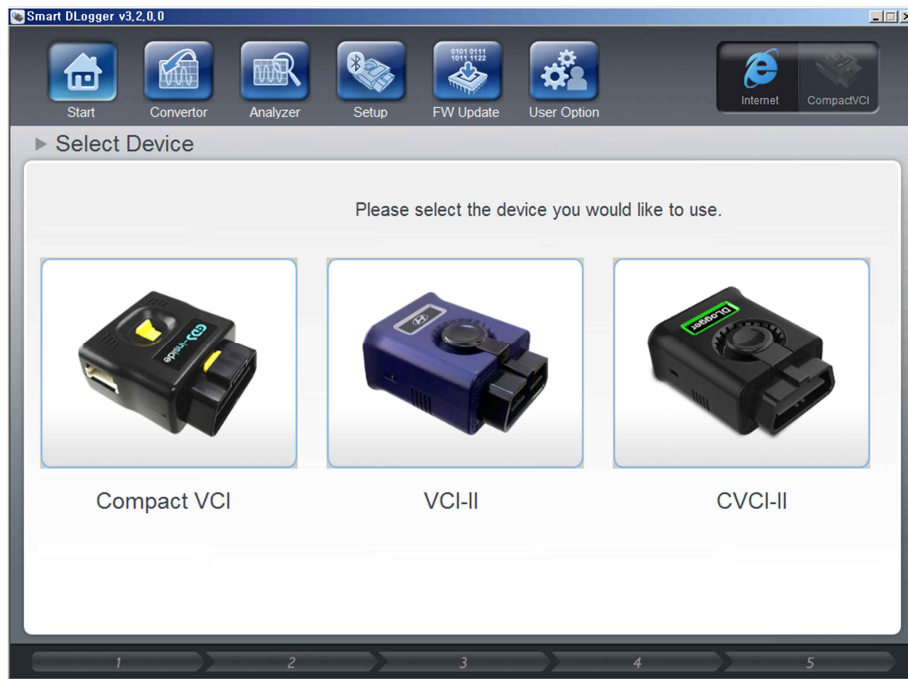 Smart DLogger v3,2,0,0
0101 0111
1011 1122
Start Convertor Analyzer Setup FW Update User Option Internet CompactVCI
Select Device
Please select the device you would like to use.
GDS-inside
DLogger
Compact VCI VCI-II CVCI-II
1 2 3 4 5